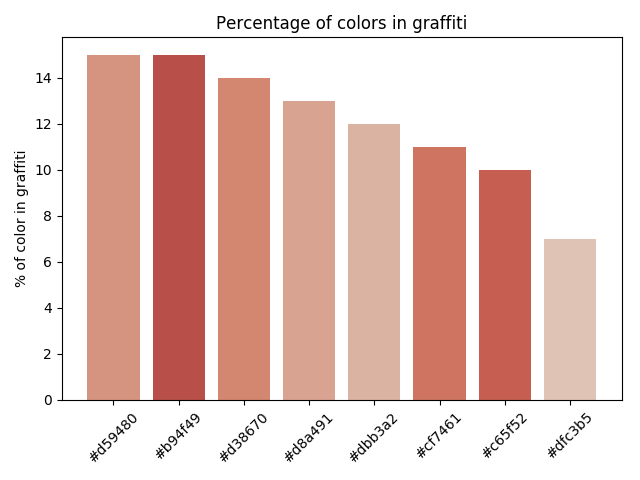 Percentage of colors in graffiti
% of color in graffiti
14
12
10
8
6
4
2
0
#d59480
#b94f49
#d38670
#d8a491
#dbb3a2
#cf7461
#c65f52
#dfc3b5